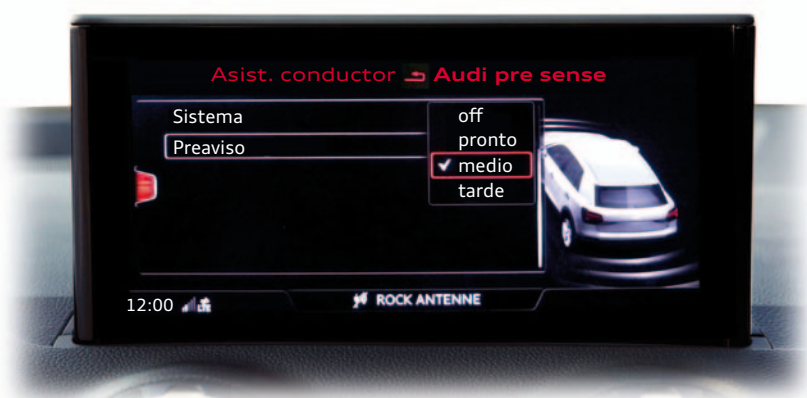 Asist. conductor Audi pre sense
Sistema
Preaviso
off
pronto
medio
tarde
12:00
ROCK ANTENNE